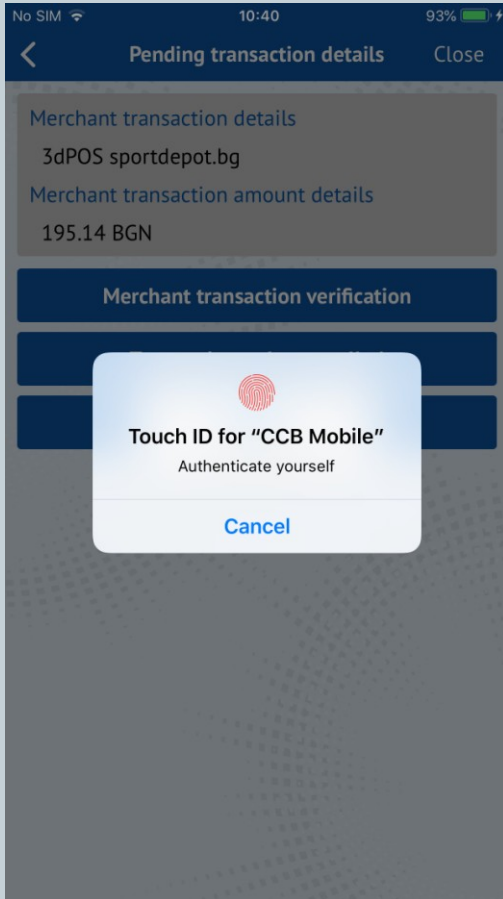 No SIM 10:40 93%
Pending transaction details Close
Merchant transaction details
3dPOS sportdepot.bg
Merchant transaction amount details
195.14 BGN
Merchant transaction verification
Touch ID for “CCB Mobile”
Authenticate yourself
Cancel